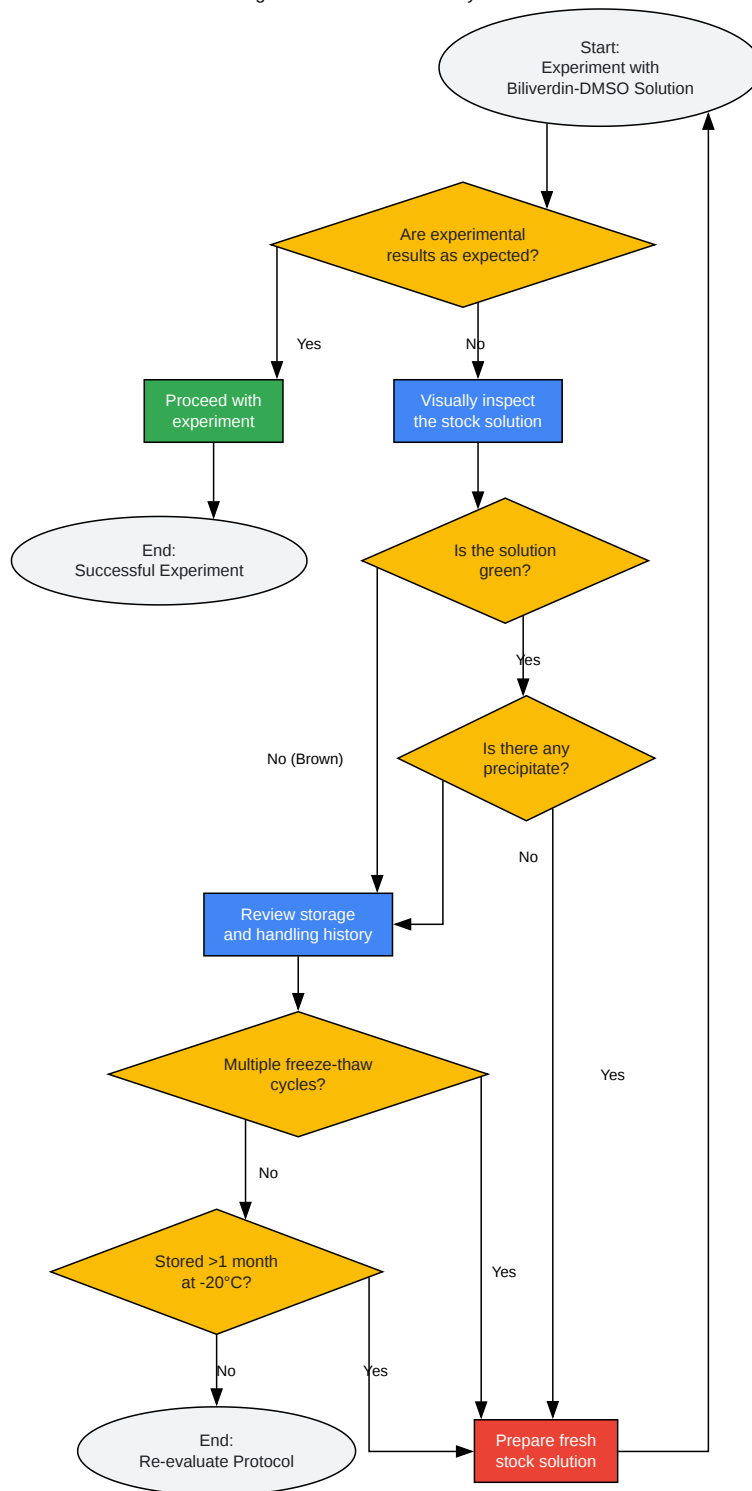 Start:
Experiment with
Biliverdin-DMSO Solution
Are experimental
results as expected?
Yes
No
Proceed with
experiment
Visually inspect
the stock solution
End:
Successful Experiment
Is the solution
green?
Yes
No (Brown)
Is there any
precipitate?
No
Review storage
and handling history
Multiple freeze-thaw
cycles?
Yes
No
Stored >1 month
at -20°C?
Yes
No
Yes
End:
Re-evaluate Protocol
Prepare fresh
stock solution